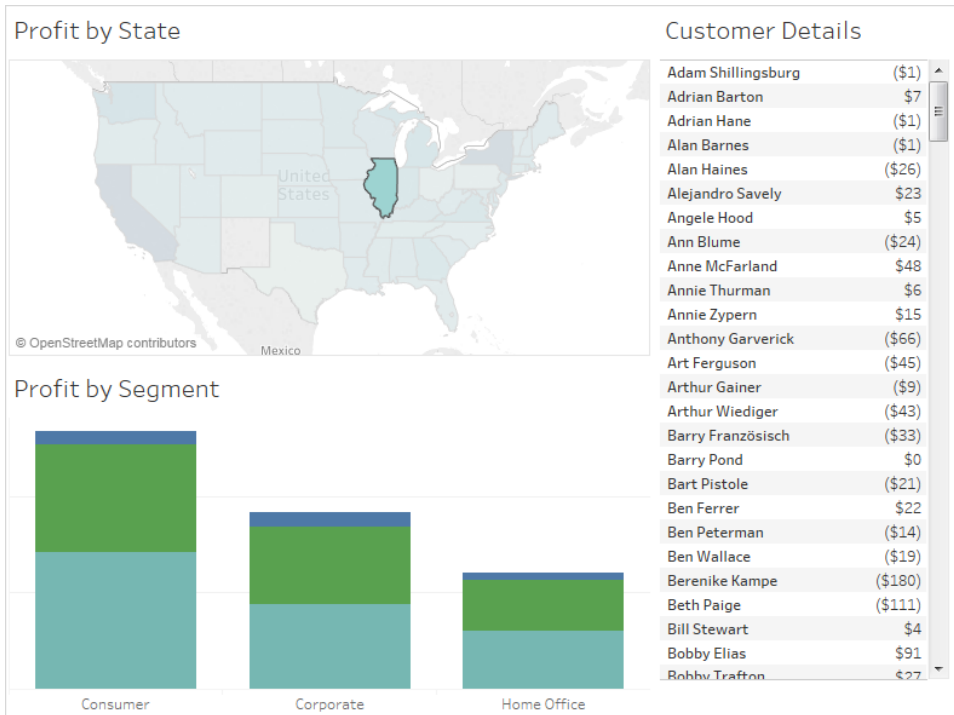 Profit by State
United
States
© OpenStreetMap contributors
Mexico
Profit by Segment
Consumer
Corporate
Home Office
Customer Details
Adam Shillingsburg ($1)
Adrian Barton $7
Adrian Hane ($1)
Alan Barnes ($1)
Alan Haines ($26)
Alejandro Savely $23
Angele Hood $5
Ann Blume ($24)
Anne McFarland $48
Annie Thurman $6
Annie Zypern $15
Anthony Garverick ($66)
Art Ferguson ($45)
Arthur Gainer ($9)
Arthur Wiediger ($43)
Barry Französisch ($33)
Barry Pond $0
Bart Pistole ($21)
Ben Ferrer $22
Ben Peterman ($14)
Ben Wallace ($19)
Berenike Kampe ($180)
Beth Paige ($111)
Bill Stewart $4
Bobby Elias $91
Bobby Trafton $27